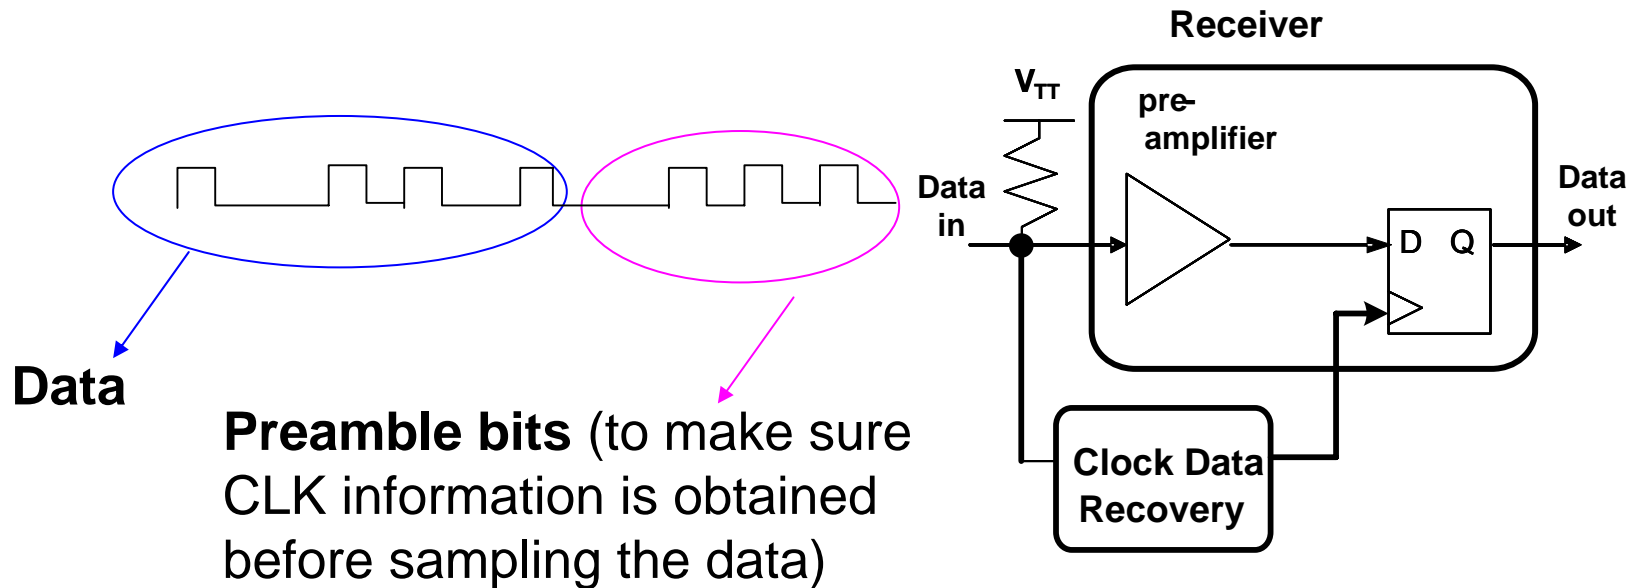 Receiver
VTT
pre-
amplifier
Data
in
Data
out
D Q
Data
Preamble bits (to make sure
CLK information is obtained
before sampling the data)
Clock Data
Recovery